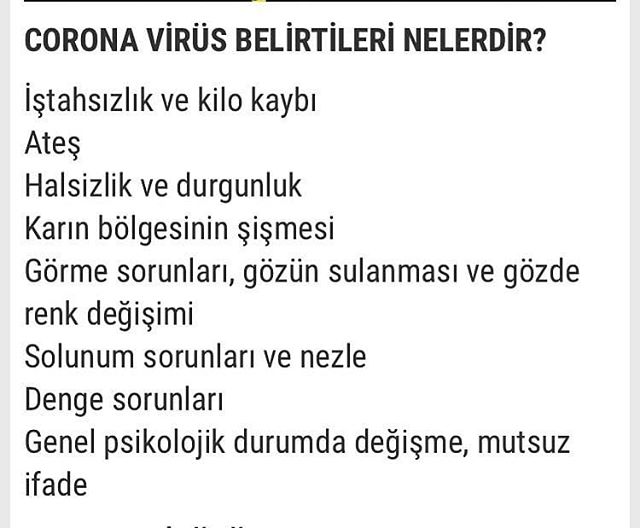 CORONA VİRÜS BELİRTİLERİ NELERDİR?
İştahsızlık ve kilo kaybı
Ateş
Halsizlik ve durgunluk
Karın bölgesinin şişmesi
Görme sorunları, gözün sulanması ve gözde
renk değişimi
Solunum sorunları ve nezle
Denge sorunları
Genel psikolojik durumda değişme, mutsuz
ifade